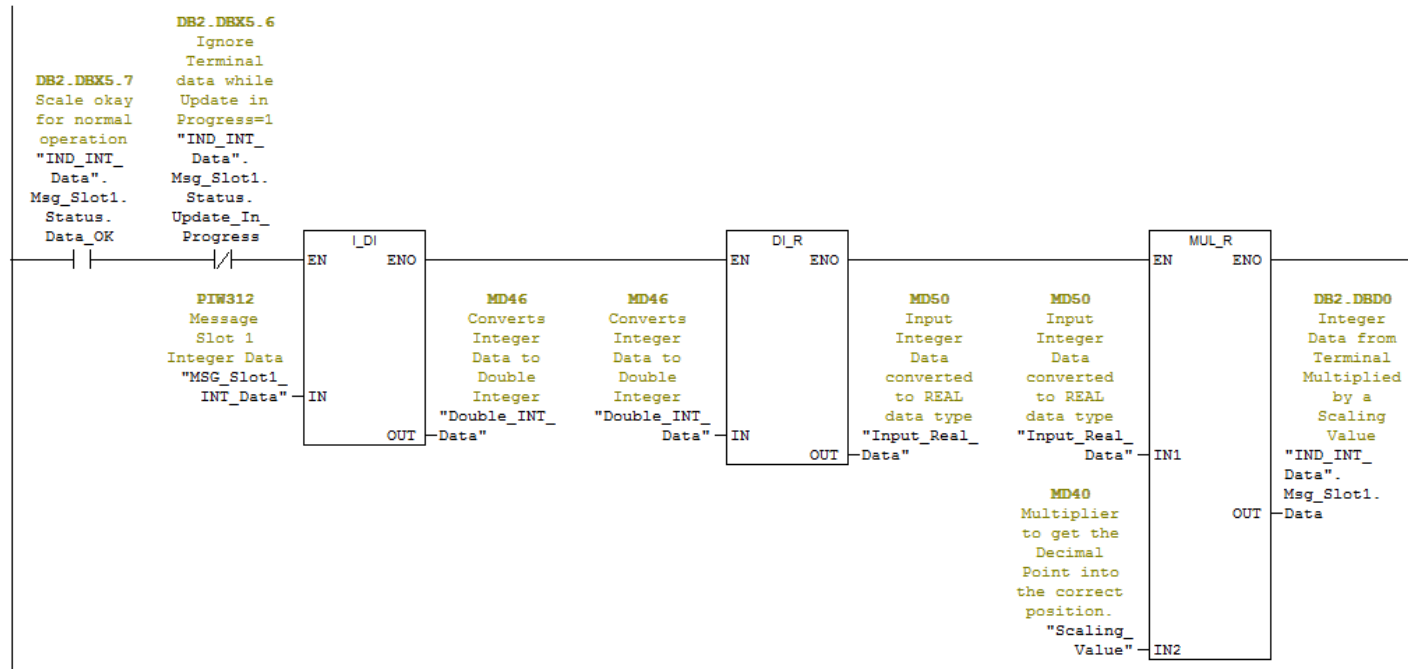 DB2.DBX5.7
Scale okay
for normal
operation
"IND_INT_
Data".
Msg_Slot1.
Status.
Data_OK
DB2.DBX5.6
Ignore
Terminal
data while
Update in
Progress=1
"IND_INT_
Data".
Msg_Slot1.
Status.
Update_In_
Progress
I_DI
EN ENO
PIW312
Message
Slot 1
Integer Data
"MSG_Slot1_
INT_Data"
IN
OUT
MD46
Converts
Integer
Data to
Double
Integer
"Double_INT_
Data"
MD46
Converts
Integer
Data to
Double
Integer
"Double_INT_
Data"
DI_R
EN ENO
IN
OUT
MD50
Input
Integer
Data
converted
to REAL
data type
"Input_Real_
Data"
MD50
Input
Integer
Data
converted
to REAL
data type
"Input_Real_
Data"
MUL_R
EN ENO
IN1
MD40
Multiplier
to get the
Decimal
Point into
the correct
position.
"Scaling_
Value"
IN2
OUT
DB2.DBD0
Integer
Data from
Terminal
Multiplied
by a
Scaling
Value
"IND_INT_
Data".
Msg_Slot1.
Data